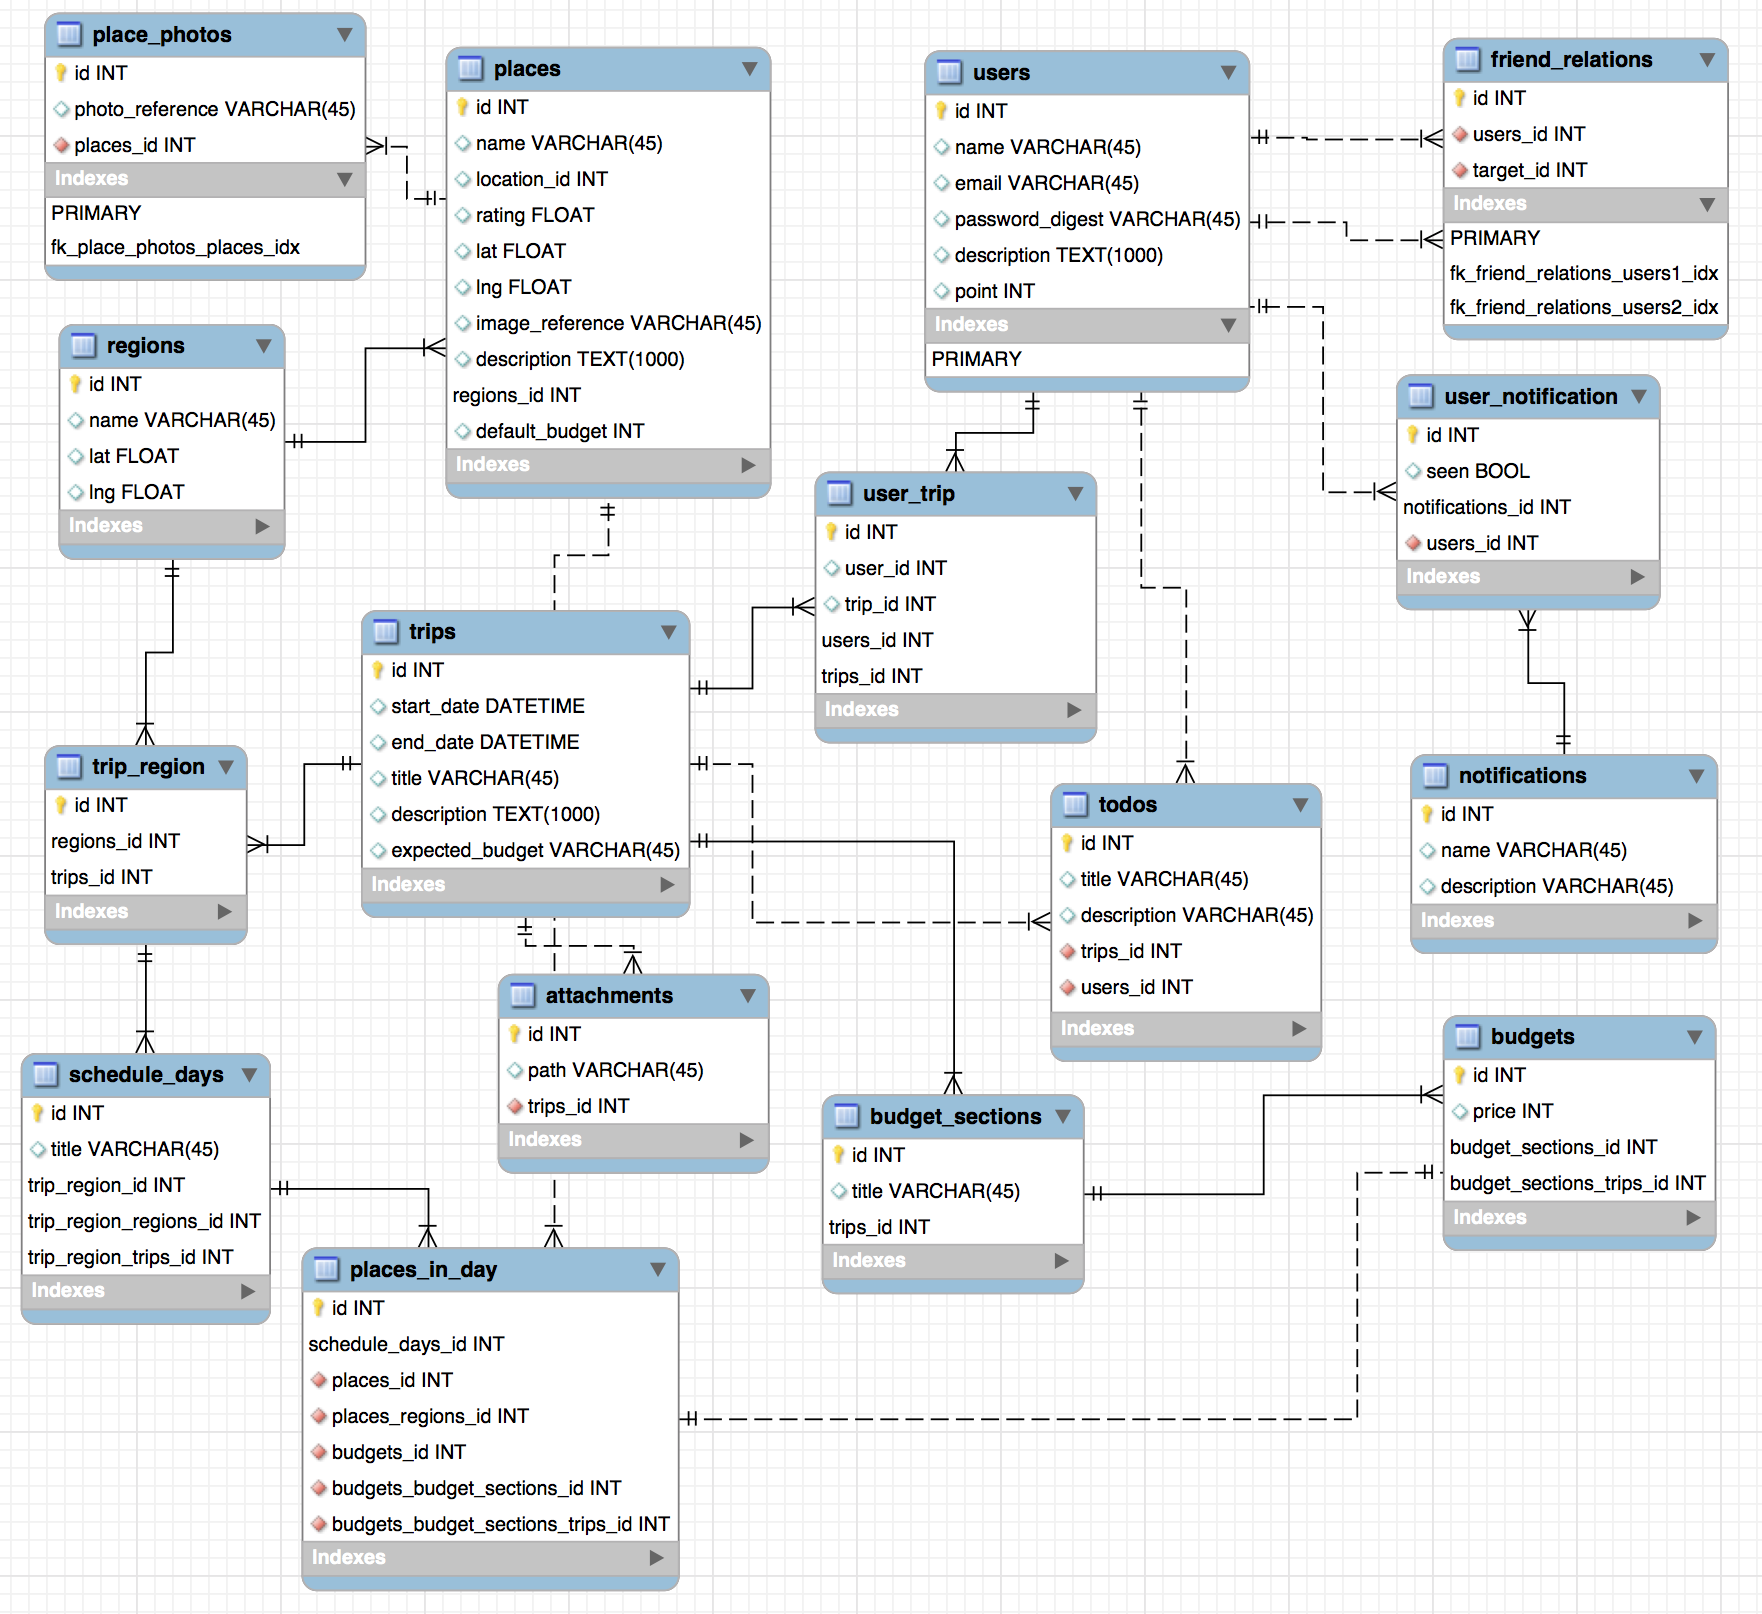 place_photos
id INT
photo_reference VARCHAR(45)
places_id INT
Indexes
PRIMARY
fk_place_photos_places_idx
places
id INT
name VARCHAR(45)
location_id INT
rating FLOAT
lat FLOAT
lng FLOAT
image_reference VARCHAR(45)
description TEXT(1000)
regions_id INT
default_budget INT
Indexes
users
id INT
name VARCHAR(45)
email VARCHAR(45)
password_digest VARCHAR(45)
description TEXT(1000)
point INT
Indexes
PRIMARY
friend_relations
id INT
users_id INT
target_id INT
Indexes
PRIMARY
fk_friend_relations_users1_idx
fk_friend_relations_users2_idx
regions
id INT
name VARCHAR(45)
lat FLOAT
lng FLOAT
Indexes
user_notification
id INT
seen BOOL
notifications_id INT
users_id INT
Indexes
user_trip
id INT
user_id INT
trip_id INT
users_id INT
trips_id INT
Indexes
trips
id INT
start_date DATETIME
end_date DATETIME
title VARCHAR(45)
description TEXT(1000)
expected_budget VARCHAR(45)
Indexes
trip_region
id INT
regions_id INT
trips_id INT
Indexes
todos
id INT
title VARCHAR(45)
description VARCHAR(45)
trips_id INT
users_id INT
Indexes
notifications
id INT
name VARCHAR(45)
description VARCHAR(45)
Indexes
attachments
id INT
path VARCHAR(45)
trips_id INT
Indexes
schedule_days
id INT
title VARCHAR(45)
trip_region_id INT
trip_region_regions_id INT
trip_region_trips_id INT
Indexes
budget_sections
id INT
title VARCHAR(45)
trips_id INT
Indexes
budgets
id INT
price INT
budget_sections_id INT
budget_sections_trips_id INT
Indexes
places_in_day
id INT
schedule_days_id INT
places_id INT
places_regions_id INT
budgets_id INT
budgets_budget_sections_id INT
budgets_budget_sections_trips_id INT
Indexes